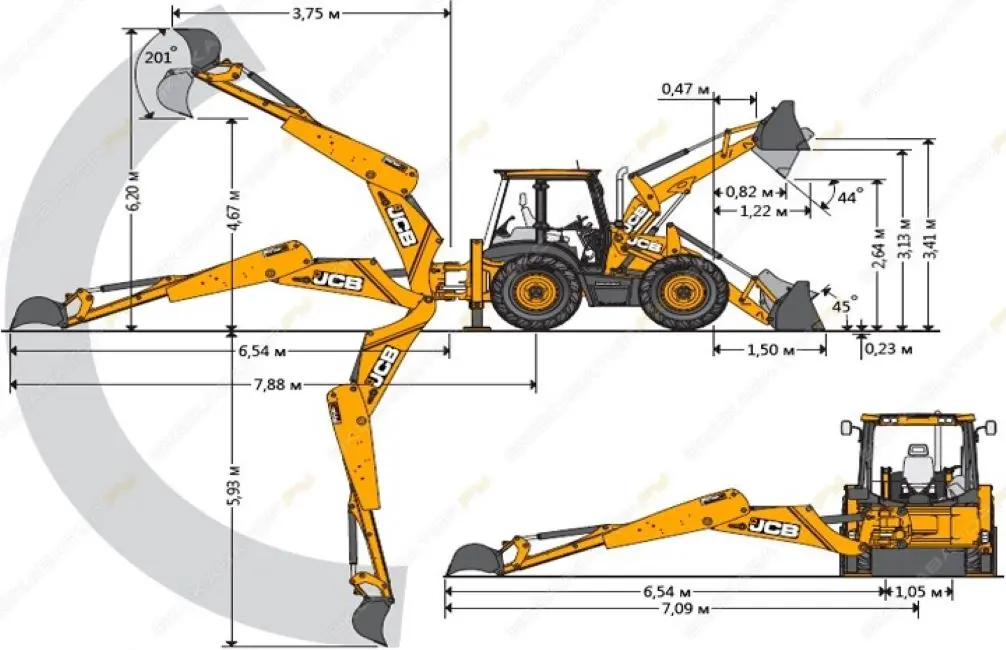 3,75 м
201°
0,47 м
6,20 м
4,67 м
JCB
JCB
JCB
JCB
JCB
0,82 м
1,22 м
44°
2,64 м
3,13 м
3,41 м
45°
6,54 м
1,50 м
0,23 м
7,88 м
JCB
5,93 м
JCB
6,54 м
1,05 м
7,09 м